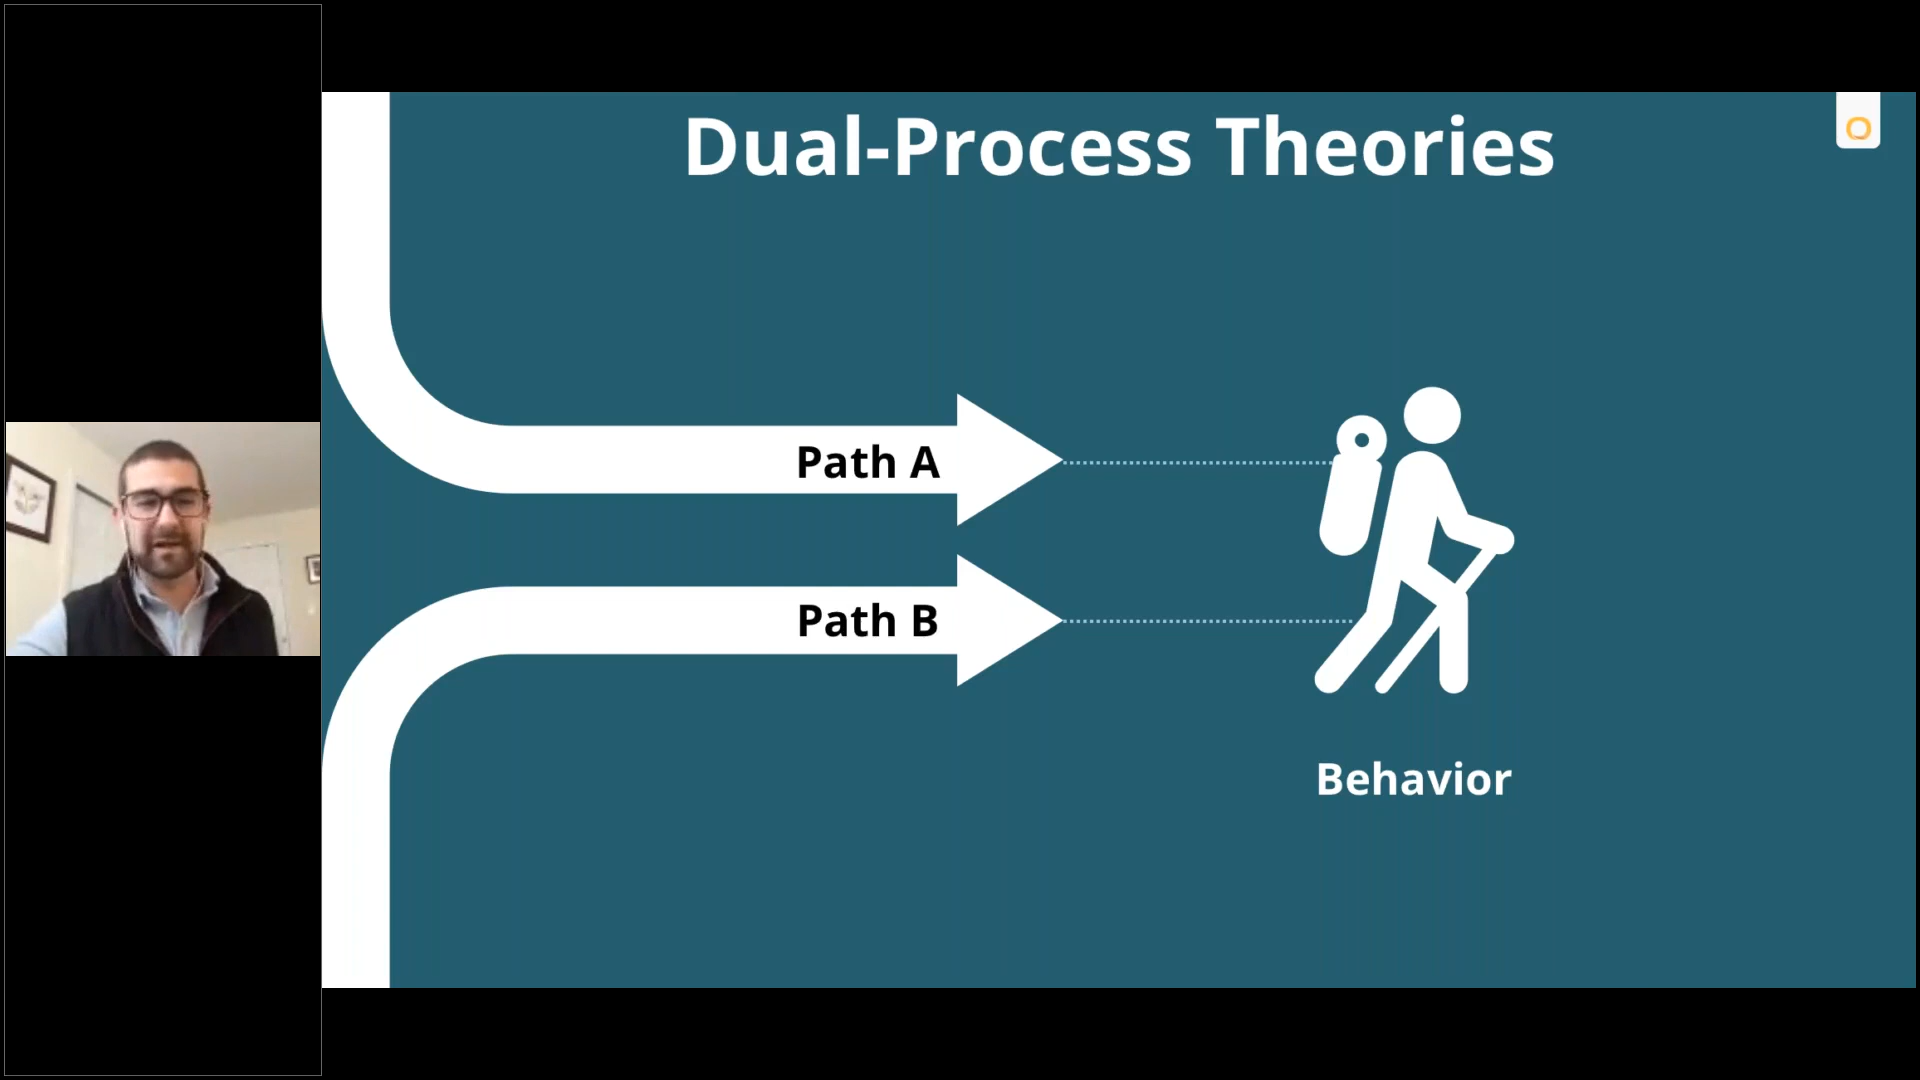 Dual-Process Theories
Path A
Path B
Behavior